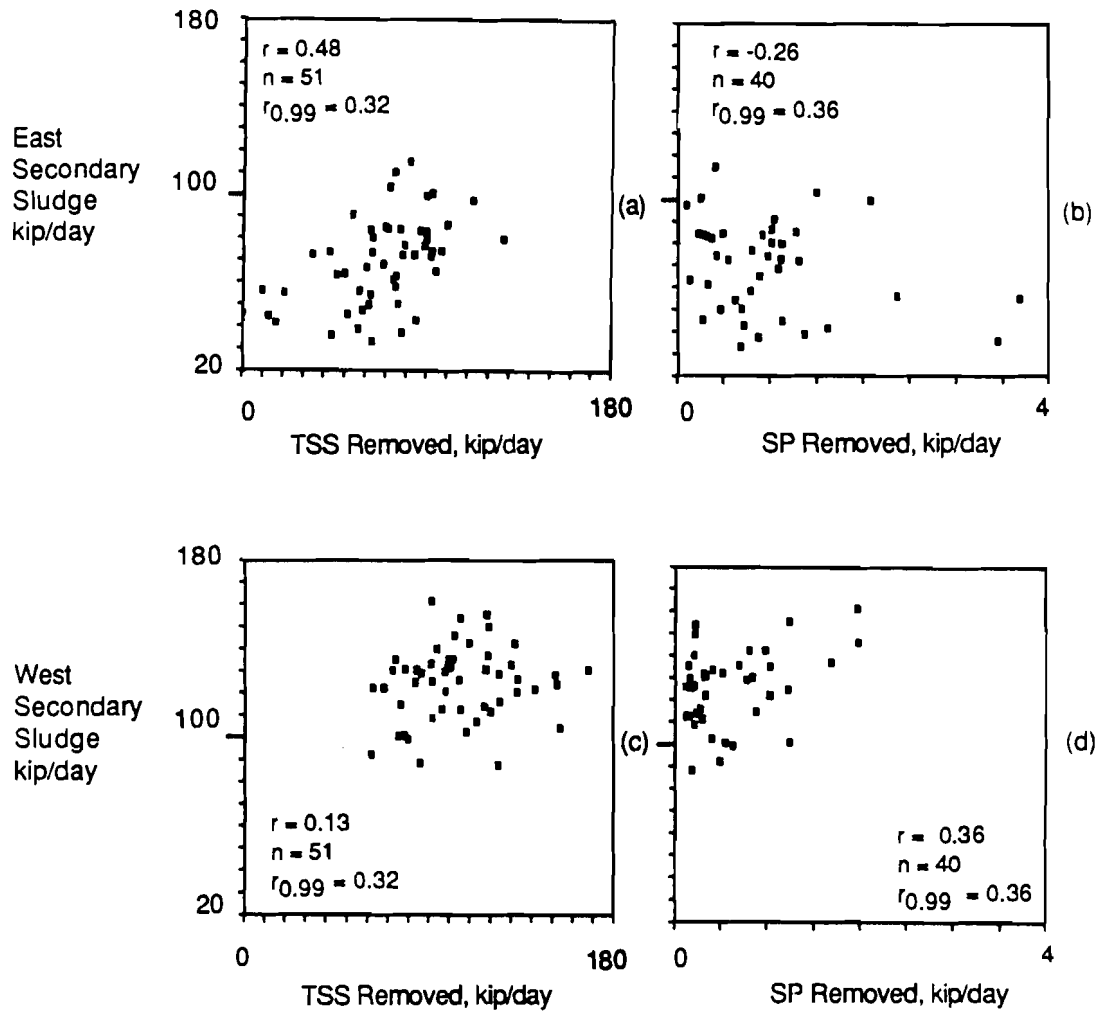 180
r = 0.48
n = 51
r0.99 = 0.32
East
Secondary
Sludge
kip/day
100
20
0
180
TSS Removed, kip/day
(a)
r = -0.26
n = 40
r0.99 = 0.36
(b)
0
4
SP Removed, kip/day
180
West
Secondary
Sludge
kip/day
100
20
r = 0.13
n = 51
r0.99 = 0.32
0
180
TSS Removed, kip/day
(c)
(d)
r = 0.36
n = 40
r0.99 = 0.36
0
4
SP Removed, kip/day